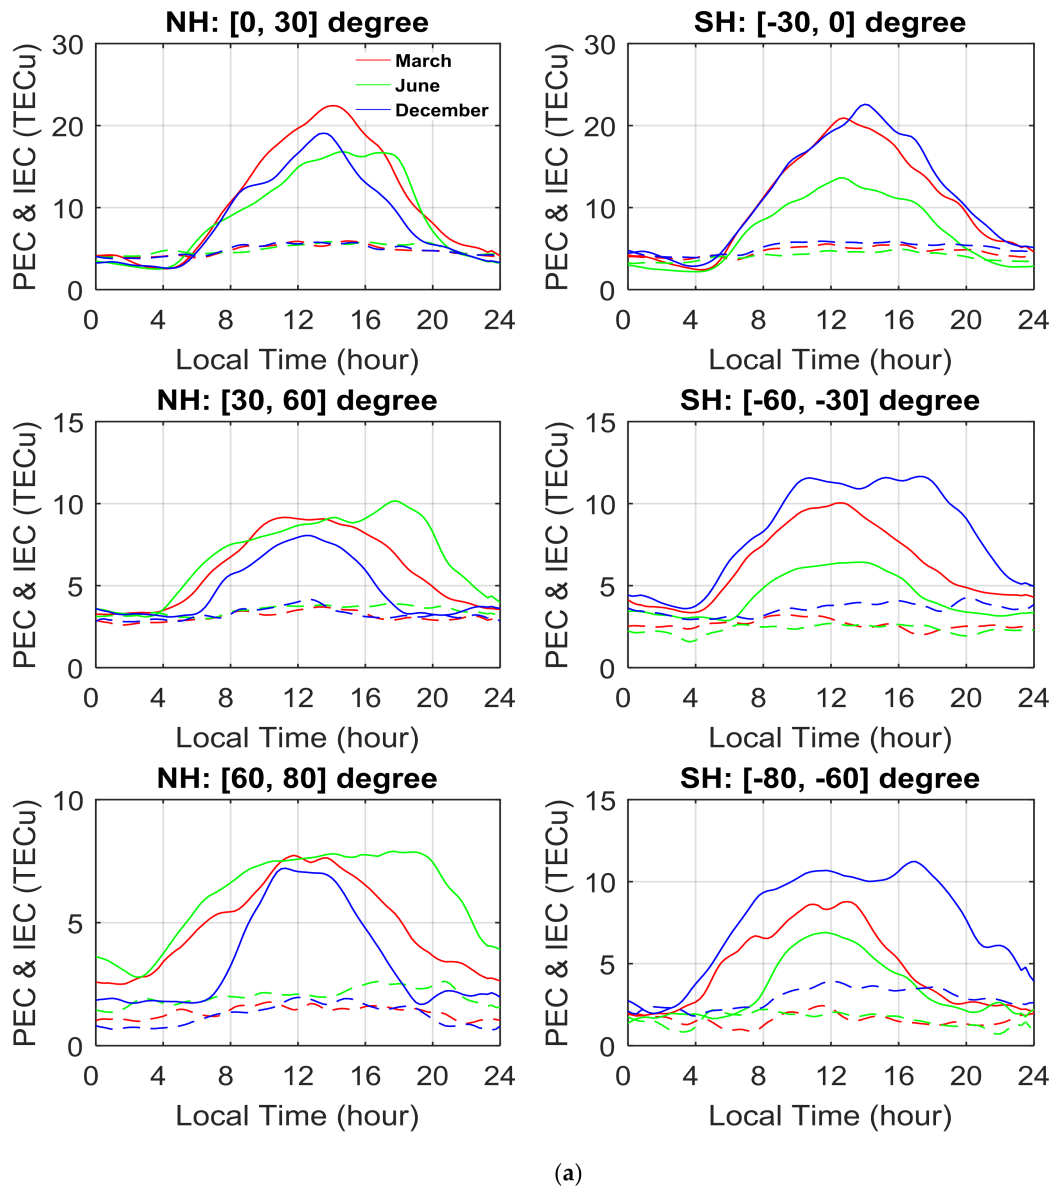 NH: [0, 30] degree
PEC & IEC (TECu)
30
20
10
0
March
June
December
0 4 8 12 16 20 24
Local Time (hour)
SH: [-30, 0] degree
PEC & IEC (TECu)
30
20
10
0
0 4 8 12 16 20 24
Local Time (hour)
NH: [30, 60] degree
PEC & IEC (TECu)
15
10
5
0
0 4 8 12 16 20 24
Local Time (hour)
SH: [-60, -30] degree
PEC & IEC (TECu)
15
10
5
0
0 4 8 12 16 20 24
Local Time (hour)
NH: [60, 80] degree
PEC & IEC (TECu)
10
5
0
0 4 8 12 16 20 24
Local Time (hour)
SH: [-80, -60] degree
PEC & IEC (TECu)
15
10
5
0
0 4 8 12 16 20 24
Local Time (hour)
(a)